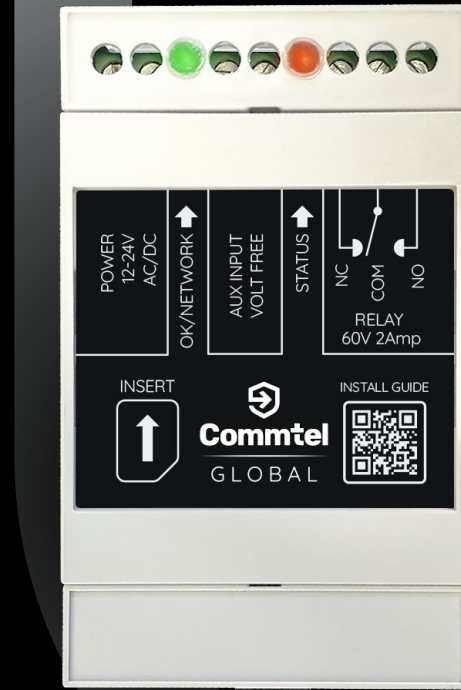 POWER
12-24V
AC/DC
OK/NETWORK
AUX INPUT
VOLT FREE
STATUS
NC
COM
NO
RELAY
60V 2Amp
INSERT
INSTALL GUIDE
Commtel
GLOBAL